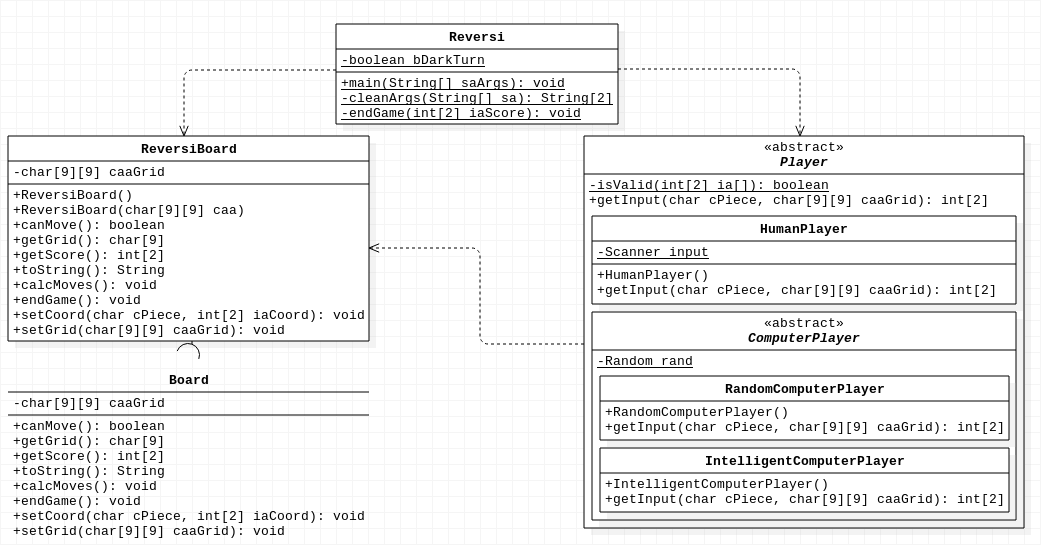 Reversi
-boolean bDarkTurn
+main(String[] saArgs): void
-cleanArgs(String[] sa): String[2]
-endGame(int[2] iaScore): void
ReversiBoard
-char[9][9] caaGrid
+ReversiBoard()
+ReversiBoard(char[9][9] caa)
+canMove(): boolean
+getGrid(): char[9]
+getScore(): int[2]
+toString(): String
+calcMoves(): void
+endGame(): void
+setCoord(char cPiece, int[2] iaCoord): void
+setGrid(char[9][9] caaGrid): void
Board
-char[9][9] caaGrid
+canMove(): boolean
+getGrid(): char[9]
+getScore(): int[2]
+toString(): String
+calcMoves(): void
+endGame(): void
+setCoord(char cPiece, int[2] iaCoord): void
+setGrid(char[9][9] caaGrid): void
«abstract»
Player
-isValid(int[2] ia[]): boolean
+getInput(char cPiece, char[9][9] caaGrid): int[2]
HumanPlayer
-Scanner input
+HumanPlayer()
+getInput(char cPiece, char[9][9] caaGrid): int[2]
«abstract»
ComputerPlayer
-Random rand
RandomComputerPlayer
+RandomComputerPlayer()
+getInput(char cPiece, char[9][9] caaGrid): int[2]
IntelligentComputerPlayer
+IntelligentComputerPlayer()
+getInput(char cPiece, char[9][9] caaGrid): int[2]